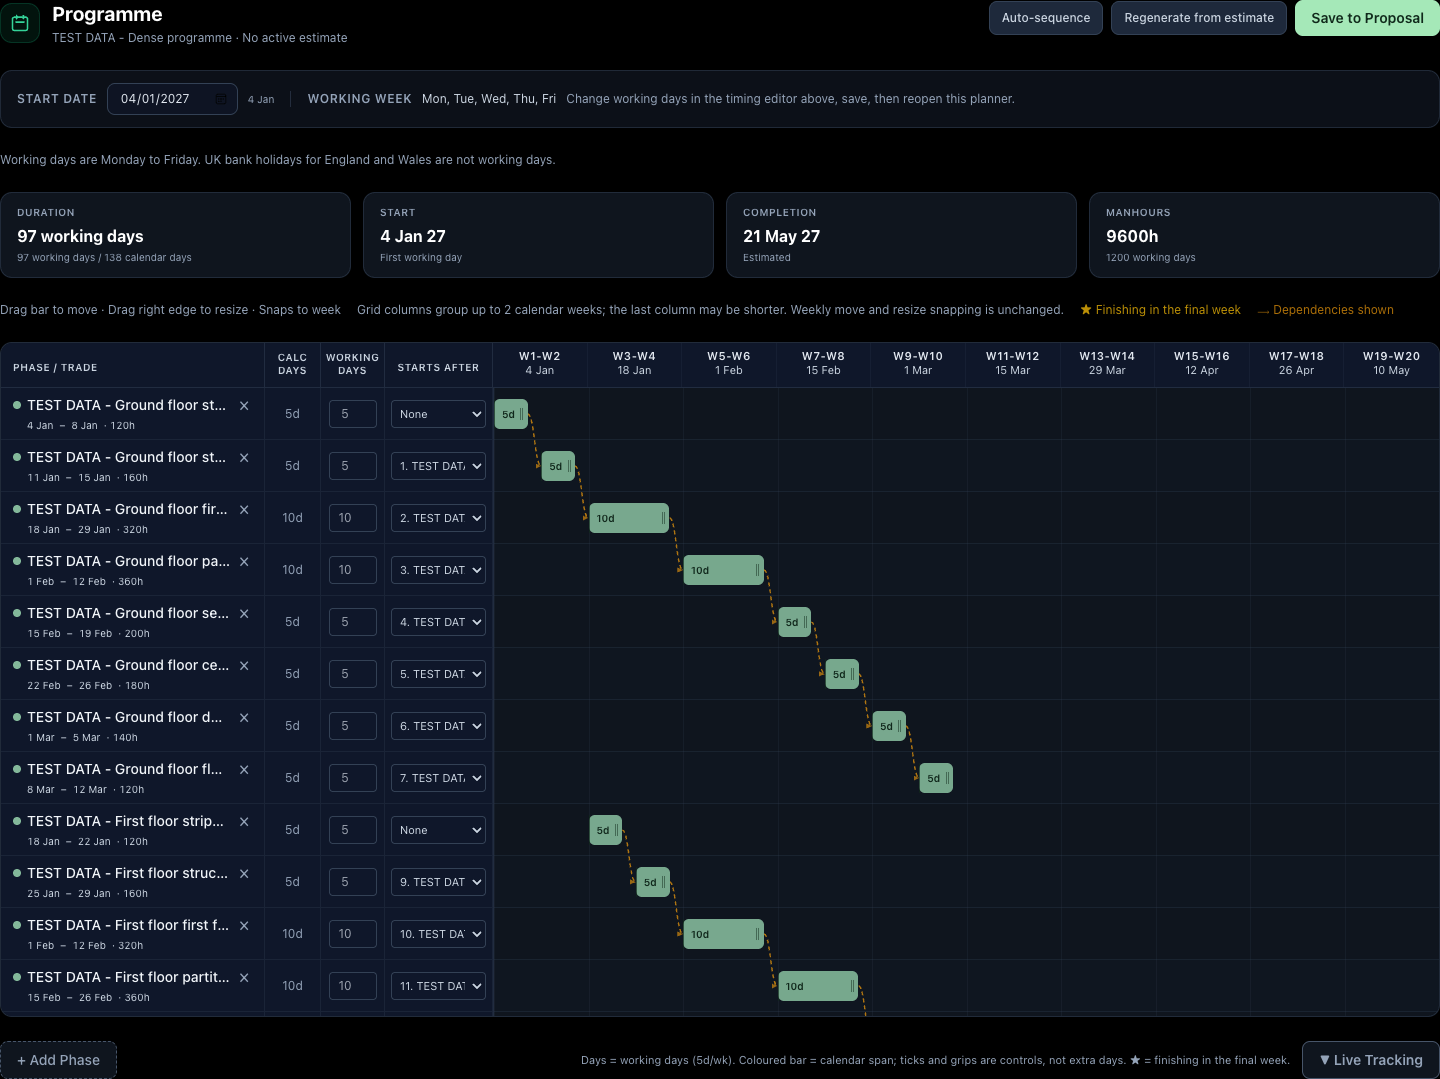 Programme
TEST DATA - Dense programme · No active estimate
Auto-sequence
Regenerate from estimate
Save to Proposal
START DATE 04/01/2027 4 Jan WORKING WEEK Mon, Tue, Wed, Thu, Fri Change working days in the timing editor above, save, then reopen this planner.
Working days are Monday to Friday. UK bank holidays for England and Wales are not working days.
DURATION
97 working days
97 working days / 138 calendar days
START
4 Jan 27
First working day
COMPLETION
21 May 27
Estimated
MANHOURS
9600h
1200 working days
Drag bar to move · Drag right edge to resize · Snaps to week Grid columns group up to 2 calendar weeks; the last column may be shorter. Weekly move and resize snapping is unchanged. ★ Finishing in the final week → Dependencies shown
PHASE / TRADE
CALC
DAYS
WORKING
DAYS
STARTS AFTER
W1-W2
4 Jan
W3-W4
18 Jan
W5-W6
1 Feb
W7-W8
15 Feb
W9-W10
1 Mar
W11-W12
15 Mar
W13-W14
29 Mar
W15-W16
12 Apr
W17-W18
26 Apr
W19-W20
10 May
TEST DATA - Ground floor st... × 5d 5 None 5d
4 Jan – 8 Jan · 120h
TEST DATA - Ground floor st... × 5d 5 1. TEST DATA 5d
11 Jan – 15 Jan · 160h
TEST DATA - Ground floor fir... × 10d 10 2. TEST DAT 10d
18 Jan – 29 Jan · 320h
TEST DATA - Ground floor pa... × 10d 10 3. TEST DAT 10d
1 Feb – 12 Feb · 360h
TEST DATA - Ground floor se... × 5d 5 4. TEST DAT 5d
15 Feb – 19 Feb · 200h
TEST DATA - Ground floor ce... × 5d 5 5. TEST DAT 5d
22 Feb – 26 Feb · 180h
TEST DATA - Ground floor d... × 5d 5 6. TEST DAT 5d
1 Mar – 5 Mar · 140h
TEST DATA - Ground floor fl... × 5d 5 7. TEST DATA 5d
8 Mar – 12 Mar · 120h
TEST DATA - First floor strip... × 5d 5 None 5d
18 Jan – 22 Jan · 120h
TEST DATA - First floor struc... × 5d 5 9. TEST DAT 5d
25 Jan – 29 Jan · 160h
TEST DATA - First floor first f... × 10d 10 10. TEST DA 10d
1 Feb – 12 Feb · 320h
TEST DATA - First floor partit... × 10d 10 11. TEST DAT 10d
15 Feb – 26 Feb · 360h
+ Add Phase
Days = working days (5d/wk). Coloured bar = calendar span; ticks and grips are controls, not extra days. ★ = finishing in the final week.
▼ Live Tracking